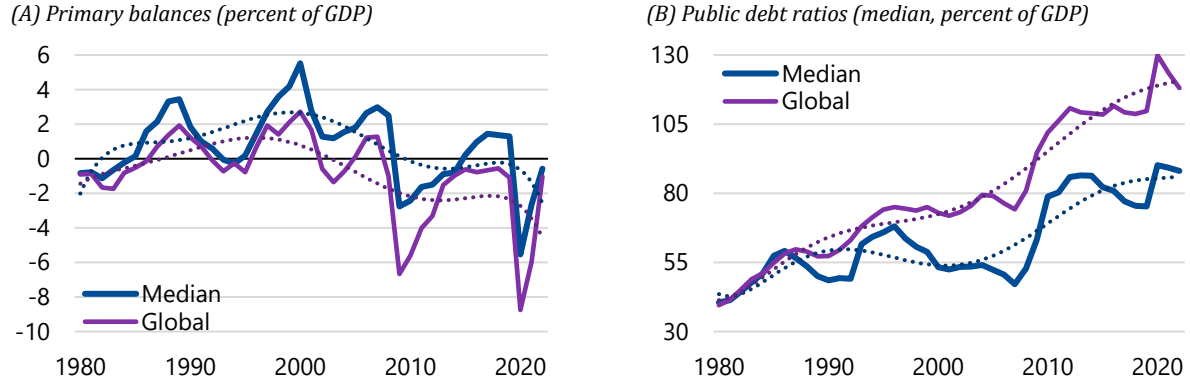 (A) Primary balances (percent of GDP)
6
4
2
0
-2
-4
-6
-8
-10
Median
Global
1980 1990 2000 2010 2020
(B) Public debt ratios (median, percent of GDP)
130
105
80
55
30
Median
Global
1980 1990 2000 2010 2020